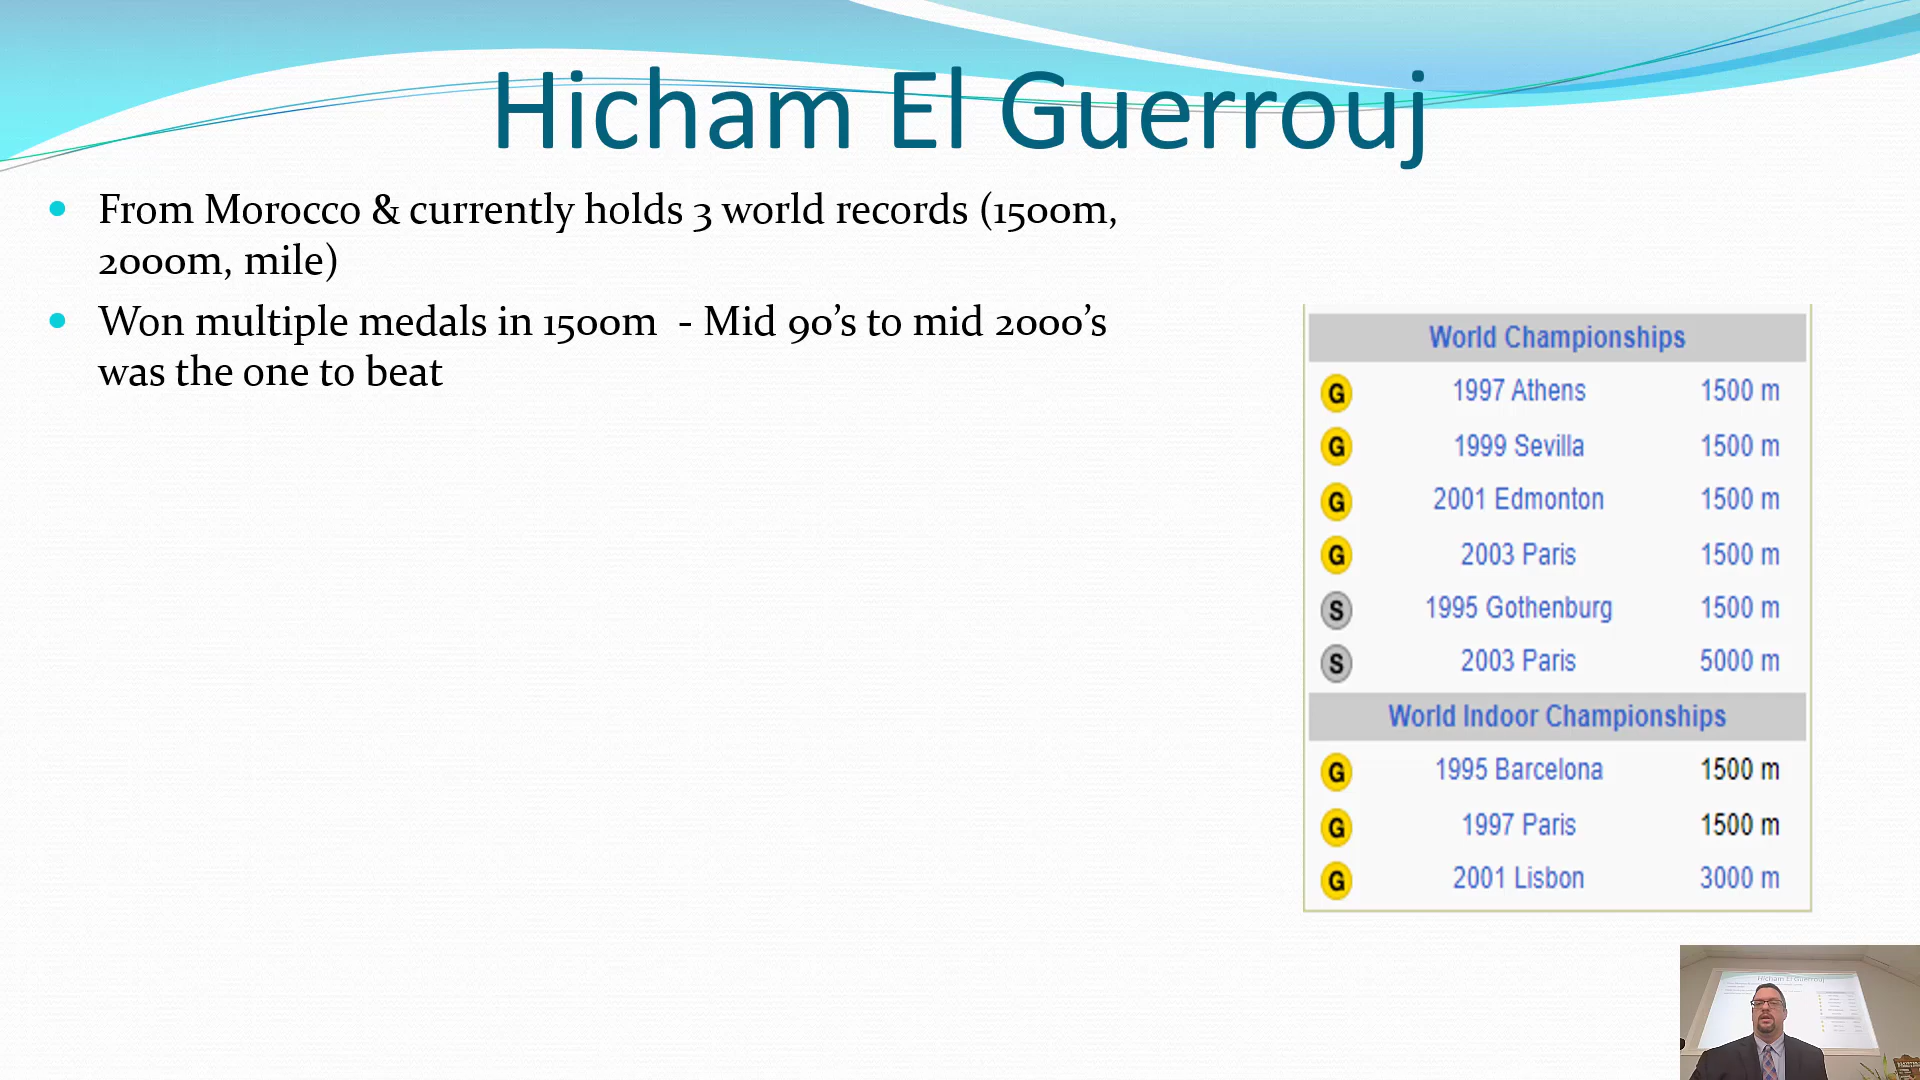 Hicham El Guerrouj
From Morocco & currently holds 3 world records (1500m,
2000m, mile)
Won multiple medals in 1500m - Mid 90’s to mid 2000’s
was the one to beat
World Championships
G 1997 Athens 1500 m
G 1999 Sevilla 1500 m
G 2001 Edmonton 1500 m
G 2003 Paris 1500 m
S 1995 Gothenburg 1500 m
S 2003 Paris 5000 m
World Indoor Championships
G 1995 Barcelona 1500 m
G 1997 Paris 1500 m
G 2001 Lisbon 3000 m
Hicham El Guerrouj